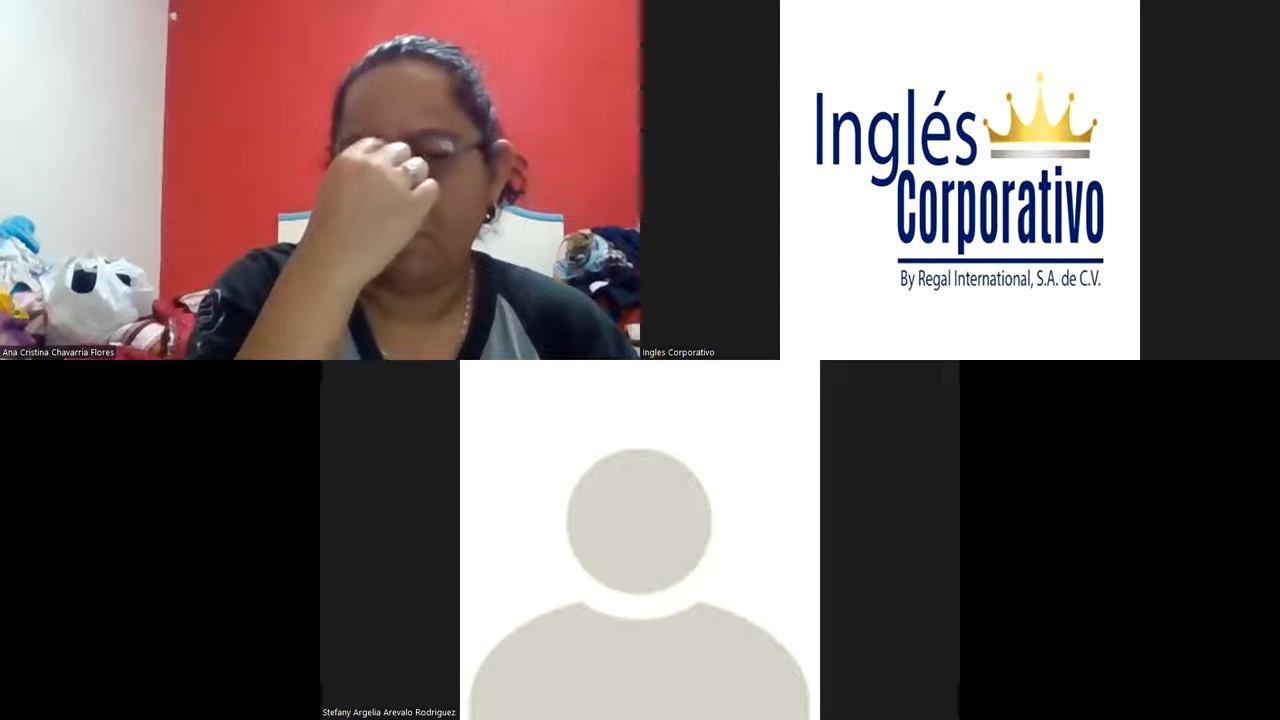 Inglés
Corporativo
By Regal International, S.A. de C.V.
Ana Cristina Chavarria Flores
Ingles Corporativo
Stefany Argelia Arevalo Rodriguez